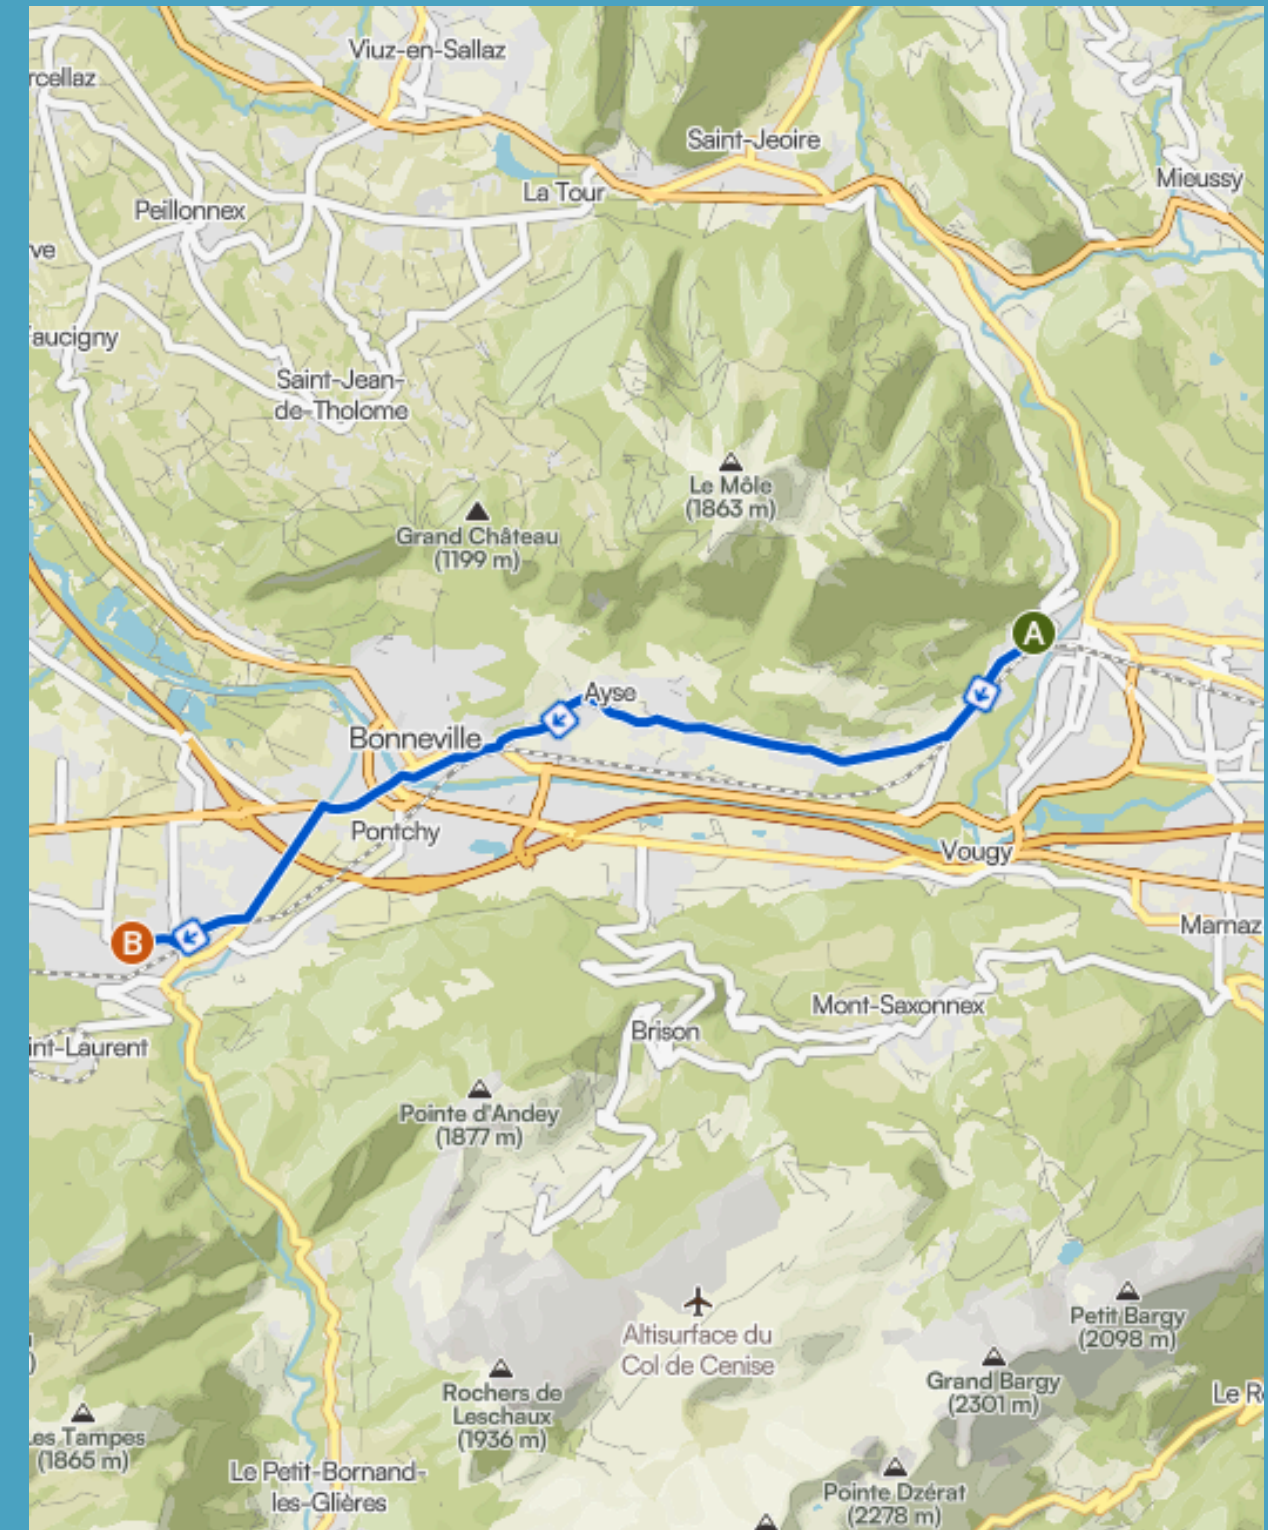 Viuz-en-Sallaz
rcellaz
Saint-Jeoire
Mieussy
La Tour
Peillonnex
ve
aucigny
Saint-Jean-
de-Tholome
Le Môle
(1863 m)
Grand Château
(1199 m)
A
Ayse
Bonneville
Pontchy
Vougy
Marnaz
B
Mont-Saxonnex
Brison
int-Laurent
Pointe d'Andey
(1877 m)
Petit Bargy
(2098 m)
Altisurface du
Col de Cenise
Grand Bargy
(2301 m)
Rochers de
Leschaux
(1936 m)
Le R
Les Tampes
(1865 m)
Le Petit-Bornand-
les-Glières
Pointe Dzérat
(2278 m)